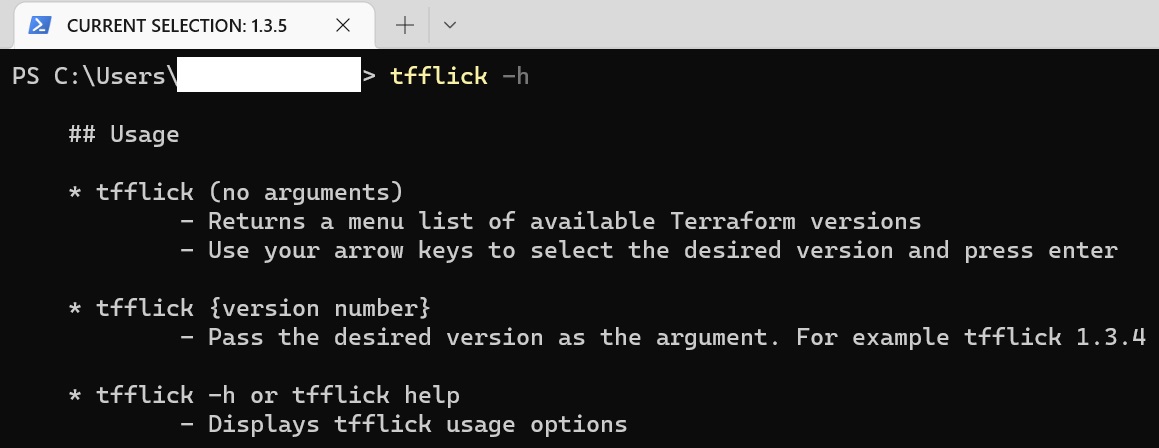 CURRENT SELECTION: 1.3.5
PS C:\Users\ > tfflick -h
## Usage
* tfflick (no arguments)
- Returns a menu list of available Terraform versions
- Use your arrow keys to select the desired version and press enter
* tfflick {version number}
- Pass the desired version as the argument. For example tfflick 1.3.4
* tfflick -h or tfflick help
- Displays tfflick usage options